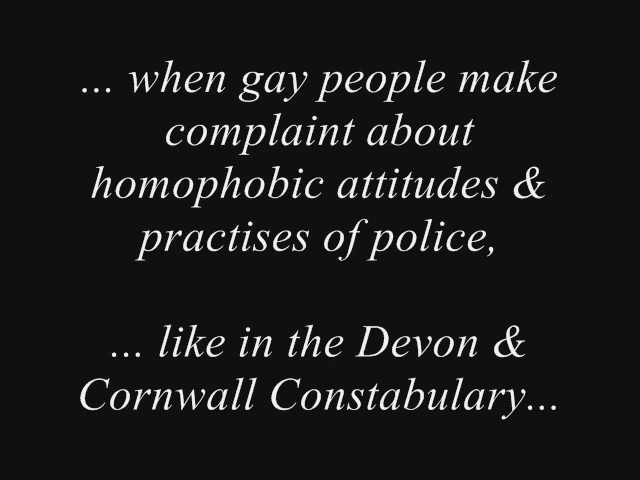 ... when gay people make
complaint about
homophobic attitudes &
practises of police,
... like in the Devon &
Cornwall Constabulary...